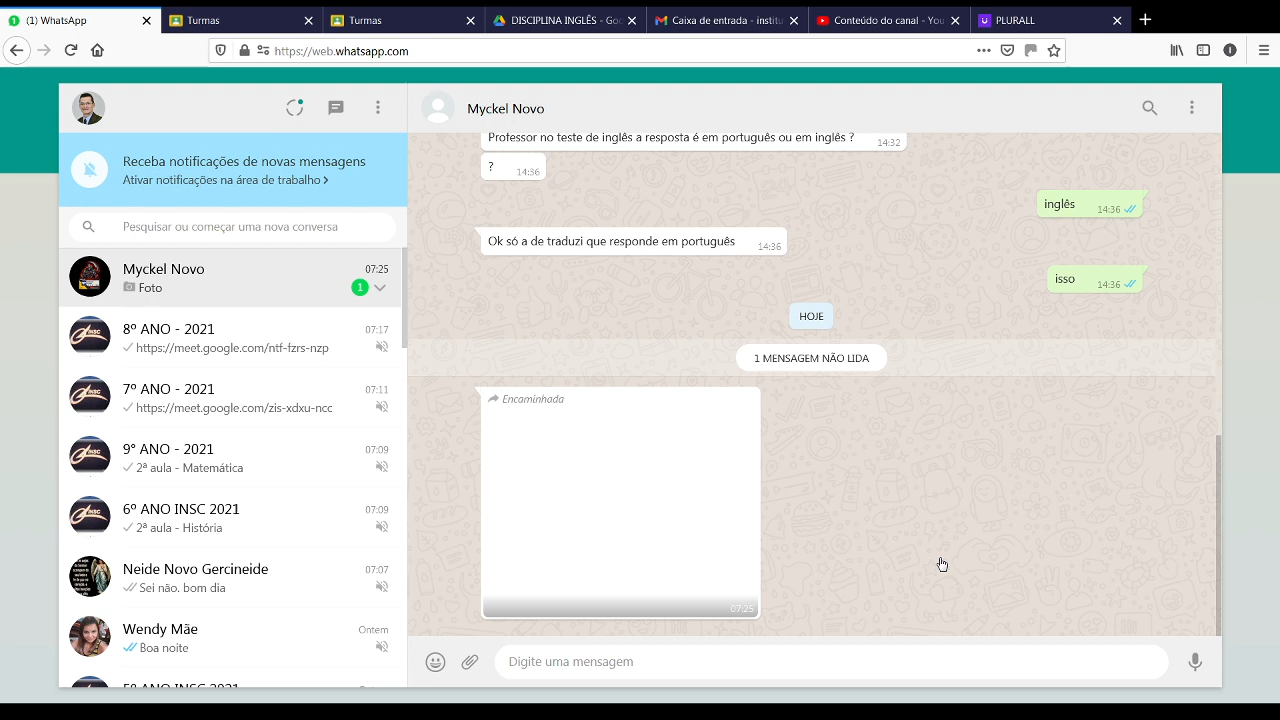 (1) WhatsApp
Turmas
Turmas
DISCIPLINA INGLÊS - Go
Caixa de entrada - institu
Conteúdo do canal - You
PLURALL
https://web.whatsapp.com
Myckel Novo
Receba notificações de novas mensagens
Ativar notificações na área de trabalho >
Pesquisar ou começar uma nova conversa
Myckel Novo 07:25
Foto 1
8º ANO - 2021 07:17
https://meet.google.com/ntf-fzrs-nzp
7º ANO - 2021 07:11
https://meet.google.com/zis-xdxu-ncc
9° ANO - 2021 07:09
2ª aula - Matemática
6º ANO INSC 2021 07:09
2ª aula - História
Neide Novo Gercineide 07:07
Sei não. bom dia
Wendy Mãe Ontem
Boa noite
5º ANO INSC 2021
Professor no teste de inglês a resposta é em português ou em inglês ? 14:32
? 14:36
inglês 14:36
Ok só a de traduzi que responde em português 14:36
isso 14:36
HOJE
1 MENSAGEM NÃO LIDA
Encaminhada
07:25
Digite uma mensagem